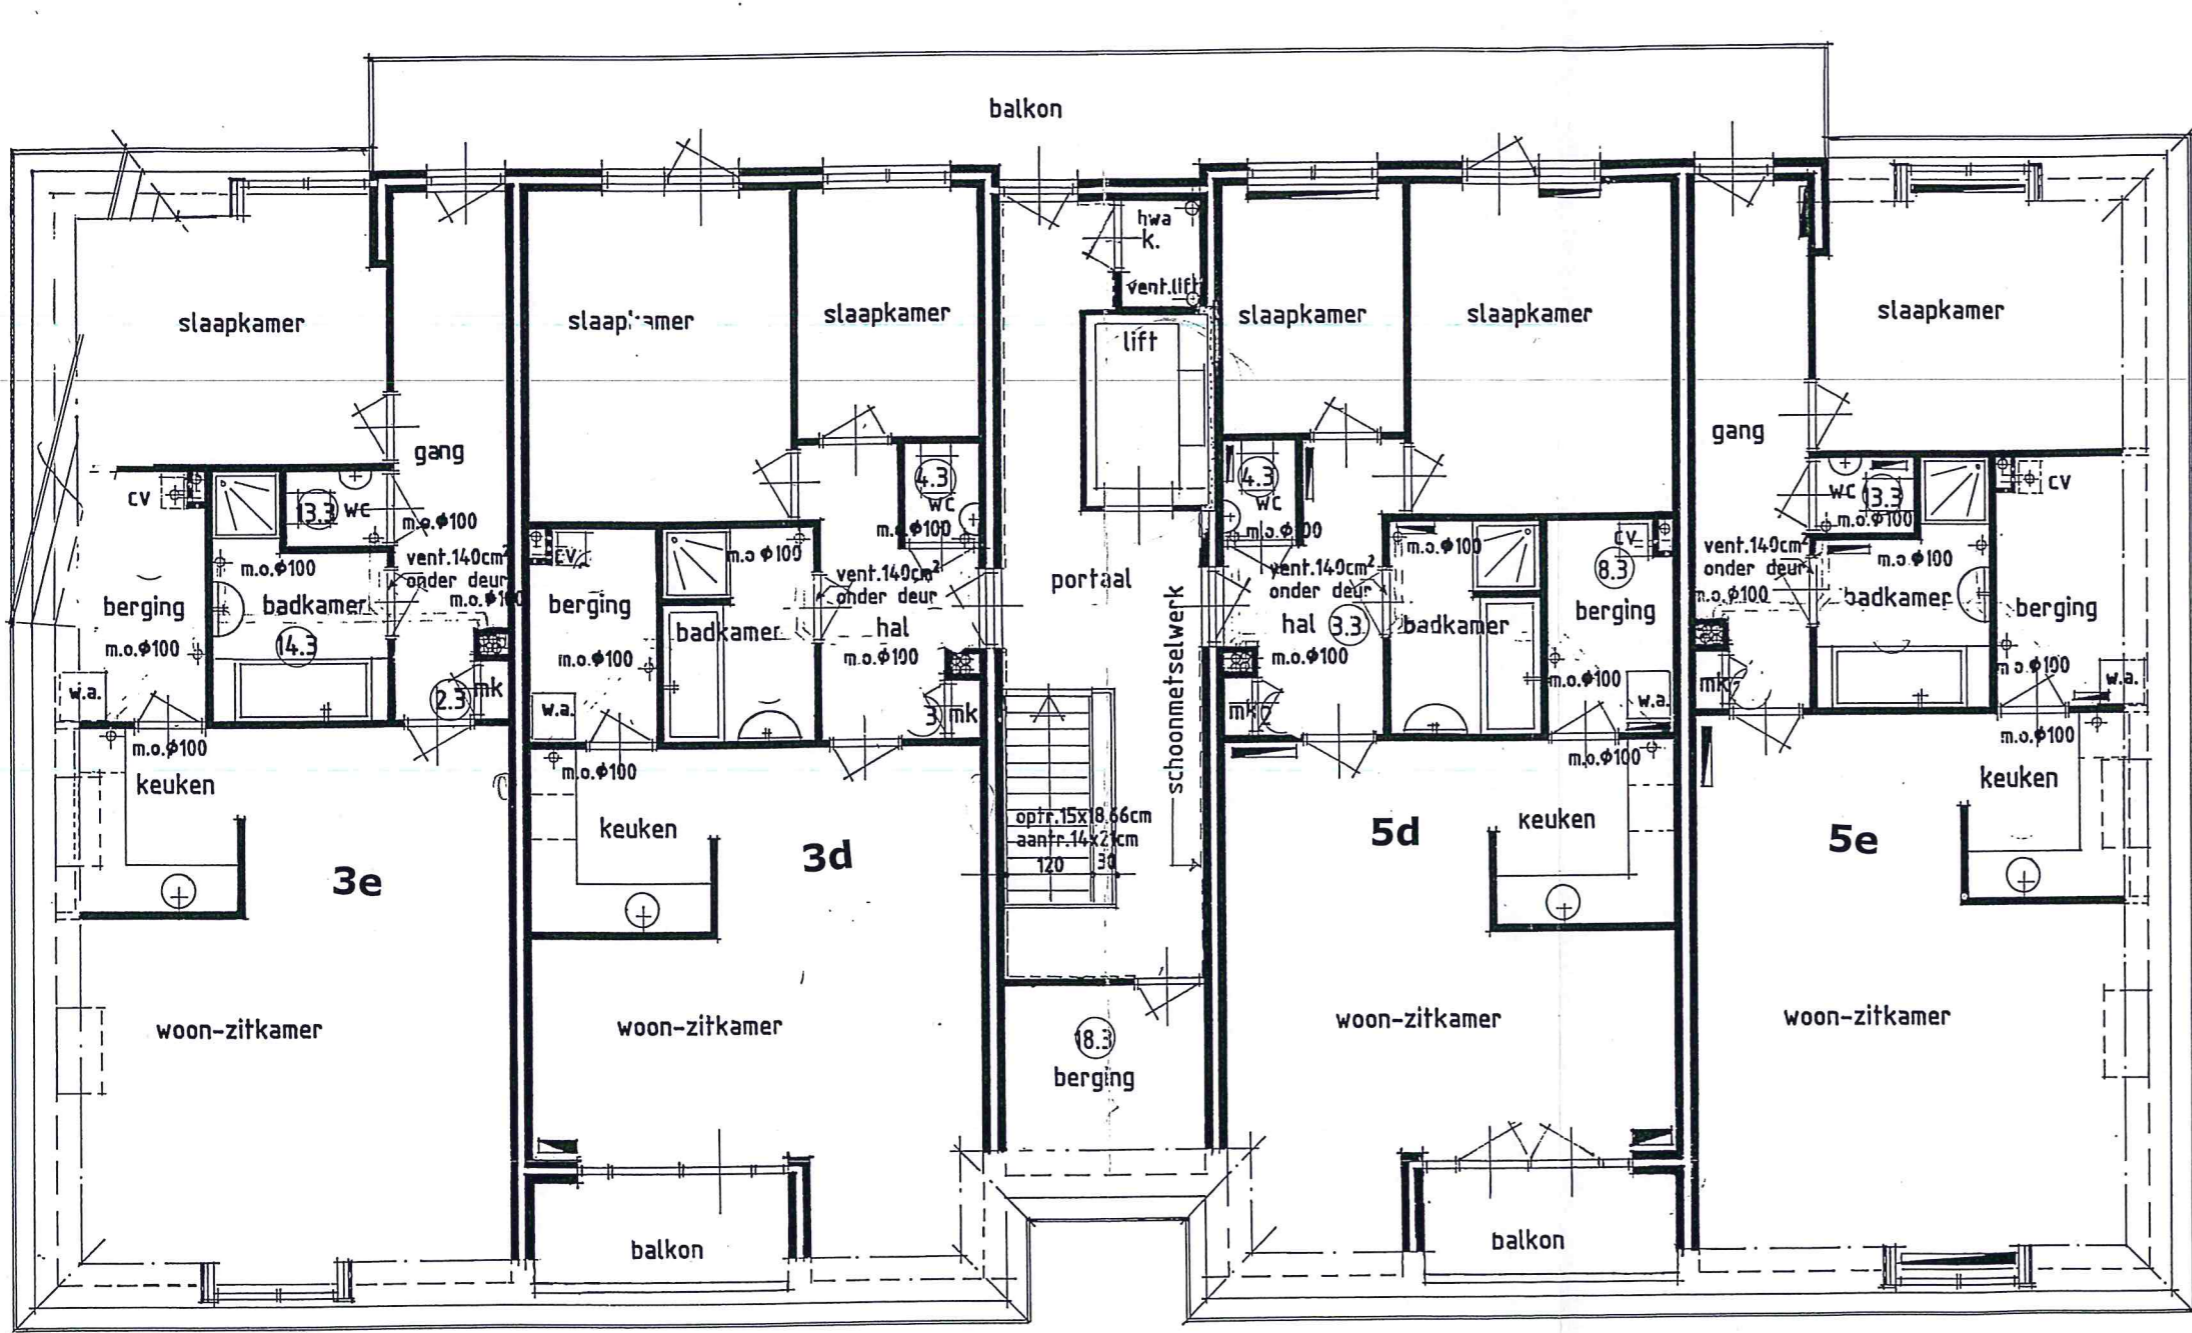 balkon
hwa
k.
vent.lift
lift
slaapkamer
slaapkamer
slaapkamer
slaapkamer
slaapkamer
slaapkamer
gang
gang
cv
13.3
wc
m.o.φ100
4.3
wc
m.o.φ100
4.3
wc
m.o.φ100
wc
13.3
m.o.φ100
cv
m.o.φ100
vent.140cm²
onder deur
m.o.φ100
berging
badkamer
14.3
m.o.φ100
w.a.
2.3
mk
m.o.φ100
cv
berging
m.o.φ100
w.a.
m.o φ100
badkamer
vent.140cm²
onder deur
hal
m.o.φ100
3
mk
portaal
schoonmetselwerk
vent.140cm²
onder deur
hal
3.3
m.o.φ100
mk
m.o.φ100
badkamer
cv
8.3
berging
m.o.φ100
w.a.
vent.140cm²
onder deur
m.o.φ100
mk
m.o.φ100
badkamer
berging
m.o.φ100
w.a.
m.o.φ100
keuken
3e
m.o.φ100
keuken
3d
optr.15x18.66cm
aantr.14x21cm
120
30
5d
m.o.φ100
keuken
5e
m.o.φ100
keuken
woon-zitkamer
woon-zitkamer
18.3
berging
woon-zitkamer
woon-zitkamer
balkon
balkon